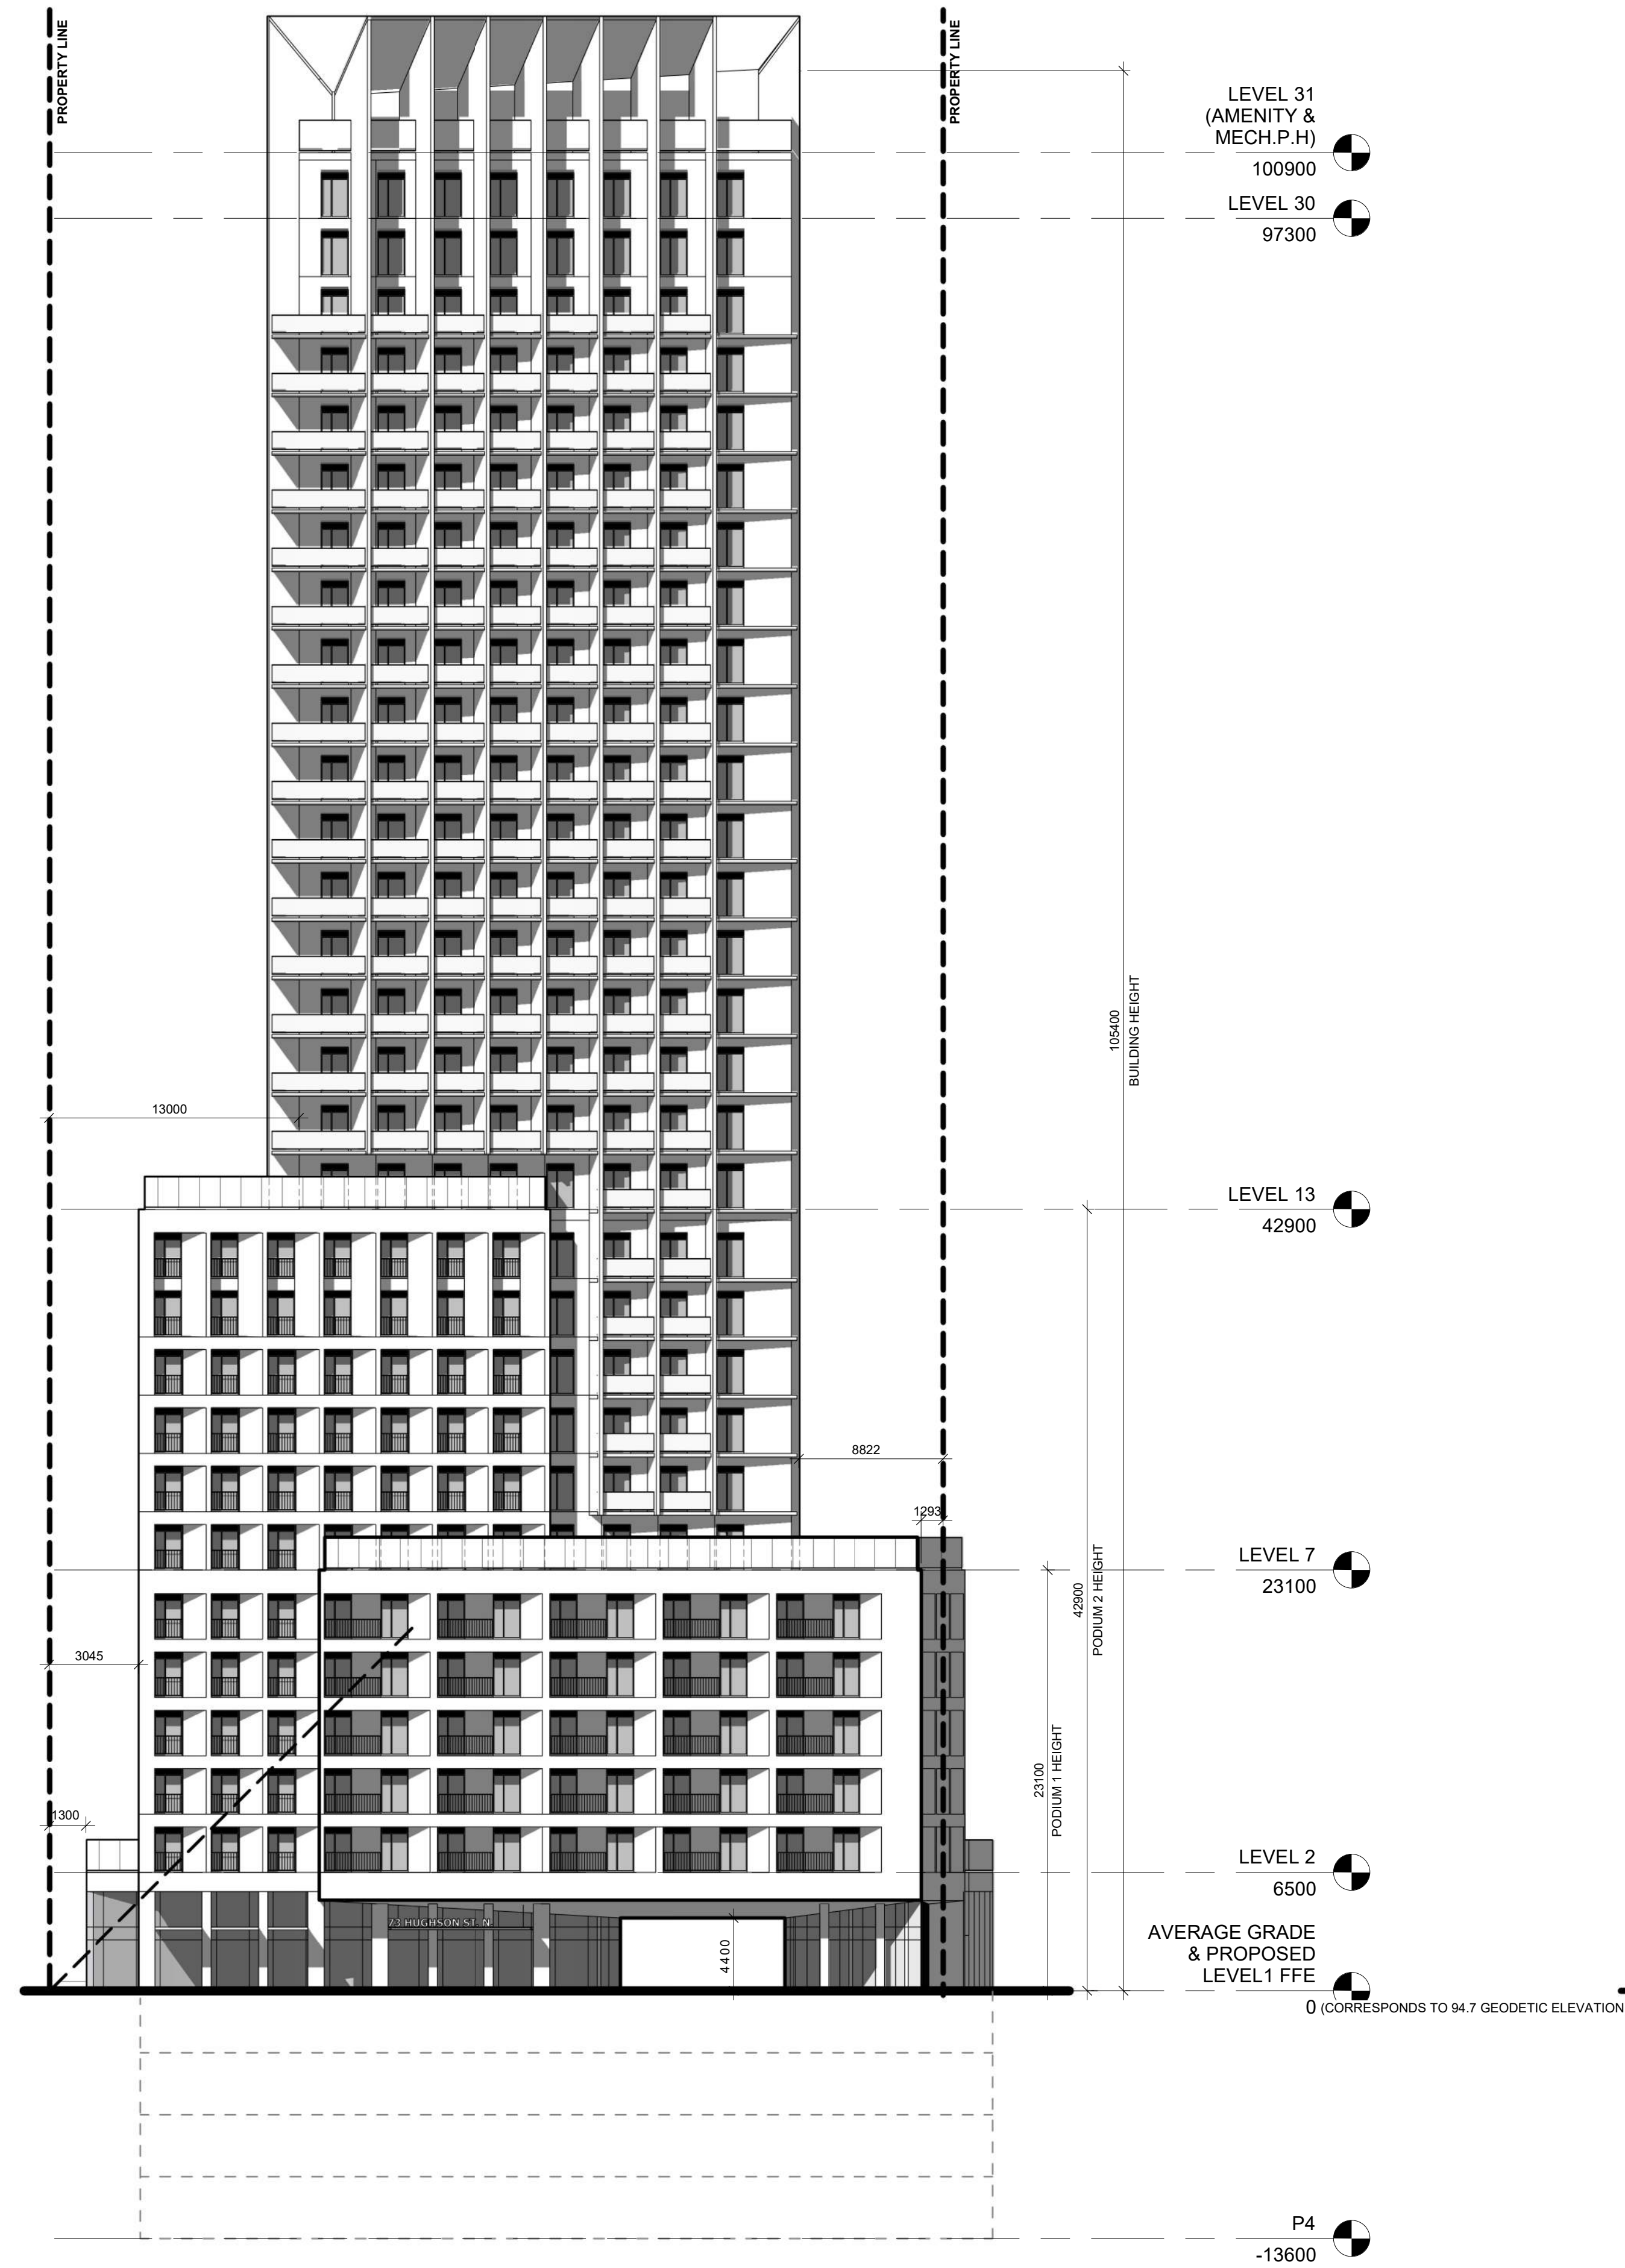 PROPERTY LINE
PROPERTY LINE
LEVEL 31
(AMENITY &
MECH.P.H)
100900
LEVEL 30
97300
105400
BUILDING HEIGHT
13000
LEVEL 13
42900
8822
1293
LEVEL 7
23100
42900
PODIUM 2 HEIGHT
3045
23100
PODIUM 1 HEIGHT
1300
LEVEL 2
6500
73 HUGHSON ST. N.
4400
AVERAGE GRADE
& PROPOSED
LEVEL1 FFE
0 (CORRESPONDS TO 94.7 GEODETIC ELEVATION
P4
-13600